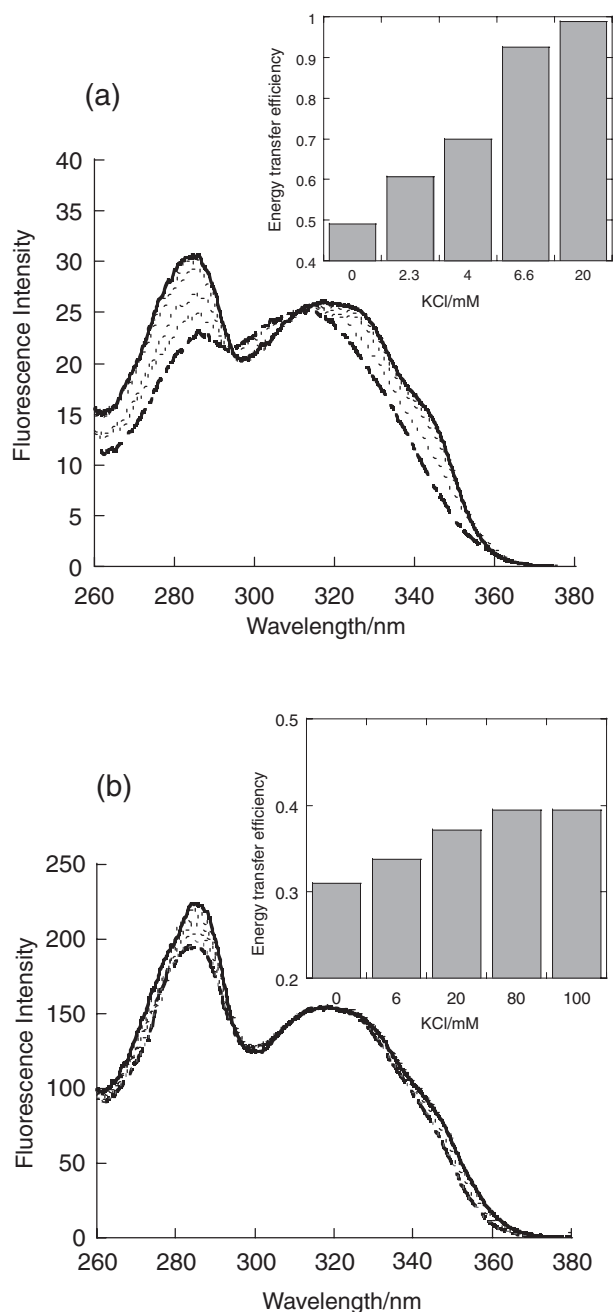 (a)
1
0.9
0.8
0.7
0.6
0.5
0.4
Energy transfer efficiency
0 2.3 4 6.6 20
KCl/mM
40
35
30
25
20
15
10
5
0
Fluorescence Intensity
260 280 300 320 340 360 380
Wavelength/nm
(b)
0.5
0.4
0.3
0.2
Energy transfer efficiency
0 6 20 80 100
KCl/mM
250
200
150
100
50
0
Fluorescence Intensity
260 280 300 320 340 360 380
Wavelength/nm